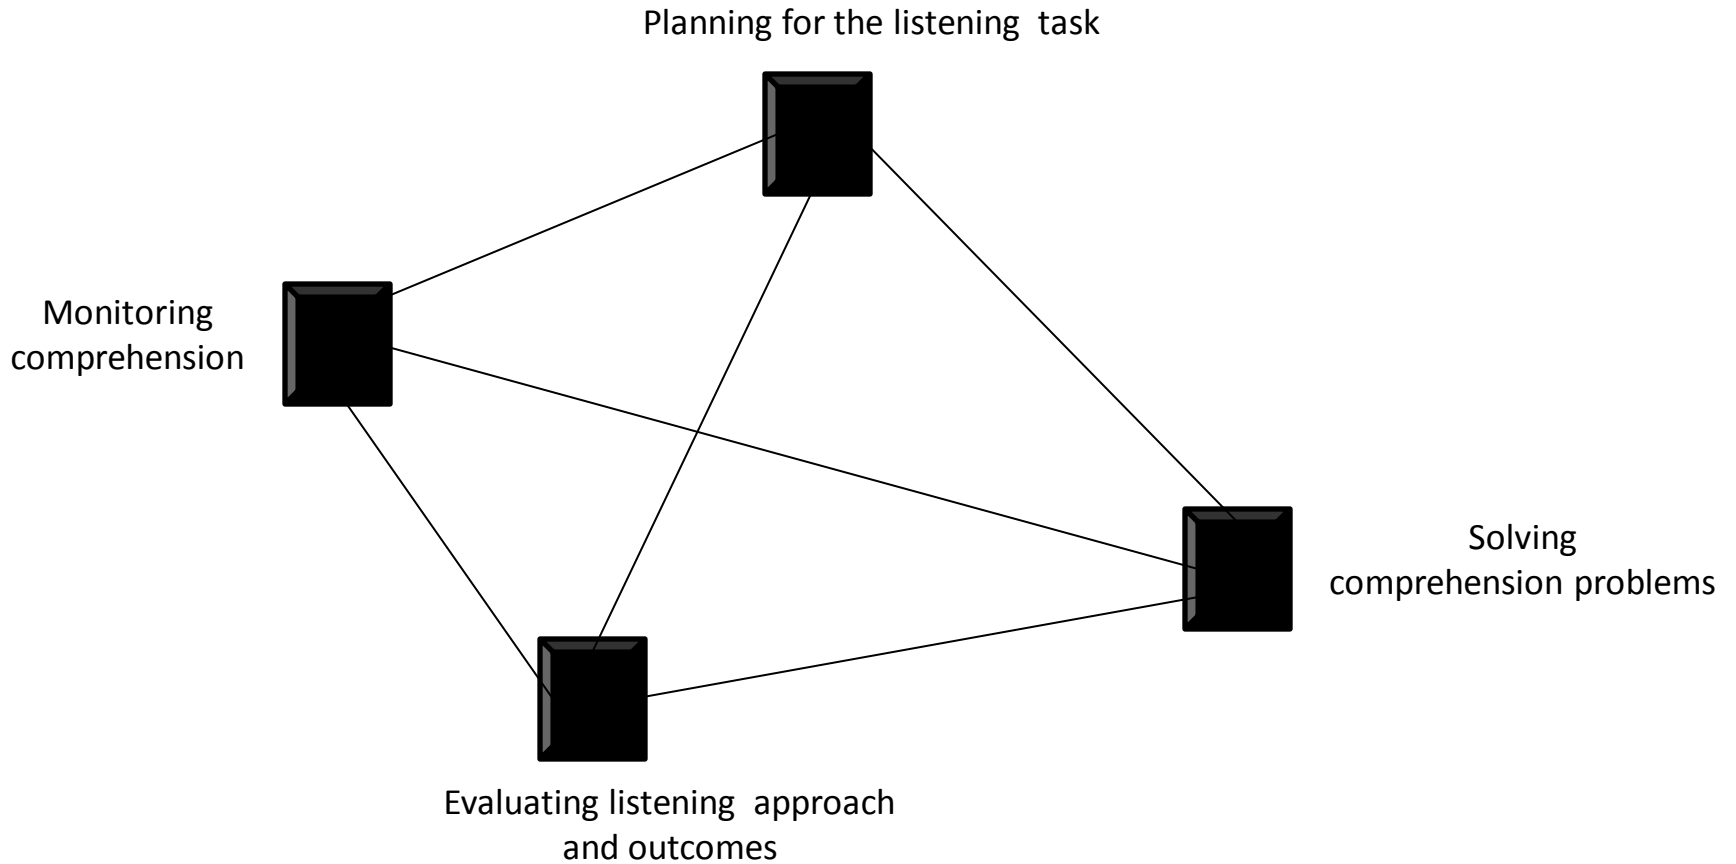 Planning for the listening task
Monitoring
comprehension
Solving
comprehension problems
Evaluating listening approach
and outcomes